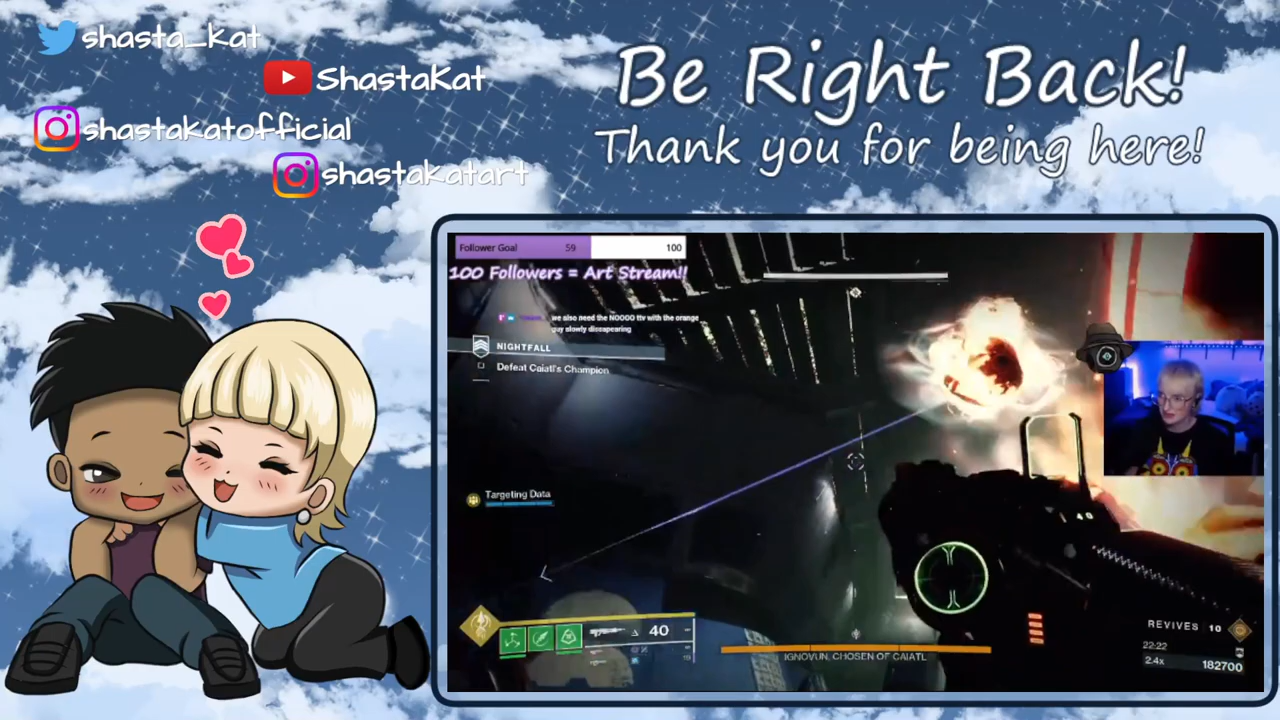 shasta_kat
ShastaKat
shastakatofficial
shastakatart
Be Right Back!
Thank you for being here!
Follower Goal 59 100
100 Followers = Art Stream!!
we also need the NOOOO ttv with the orange
guy slowly dissapearing
NIGHTFALL
Defeat Caiatl's Champion
Targeting Data
40
40
IGNOVUN, CHOSEN OF CAIATL
REVIVES 10
22:22
2.4x 182700